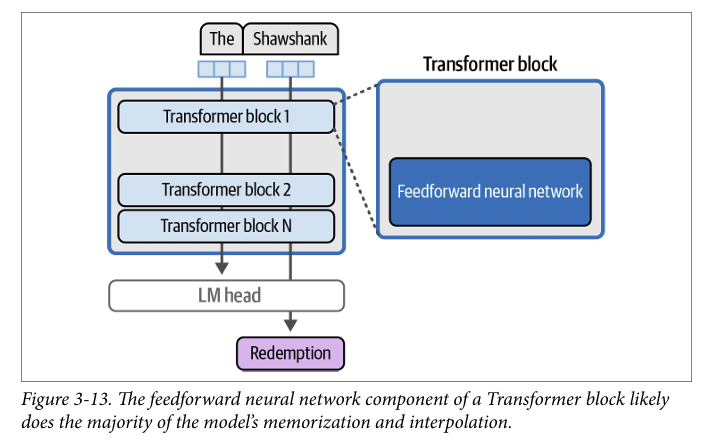 The
Shawshank
Transformer block
Transformer block 1
Transformer block 2
Feedforward neural network
Transformer block N
LM head
Redemption
Figure 3-13. The feedforward neural network component of a Transformer block likely
does the majority of the model’s memorization and interpolation.